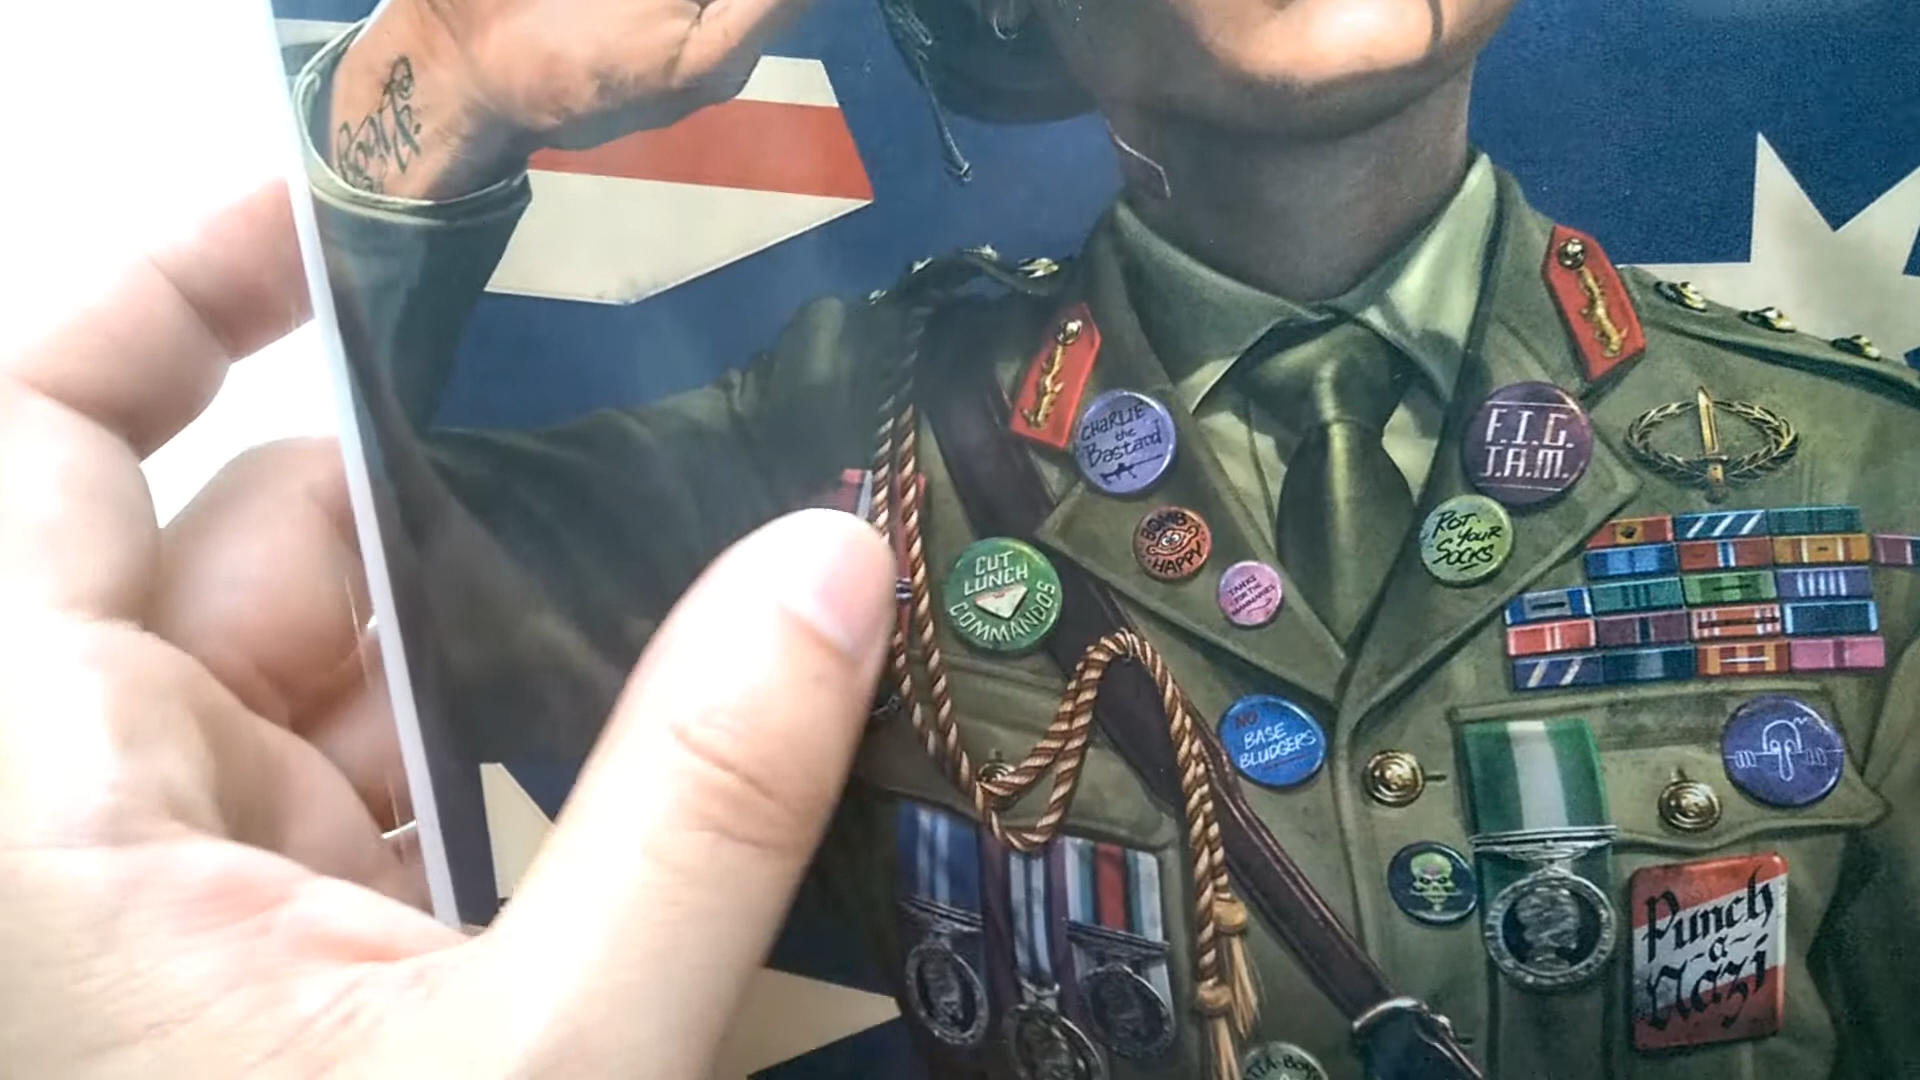 CHARLIE
the
Bastard
F.I.G.
J.A.M.
BOMB
HAPPY
ROT
YOUR
SOCKS
CUT
LUNCH
COMMANDOS
NO
BASE
BLUDGERS
Punch
-a-
Nazi